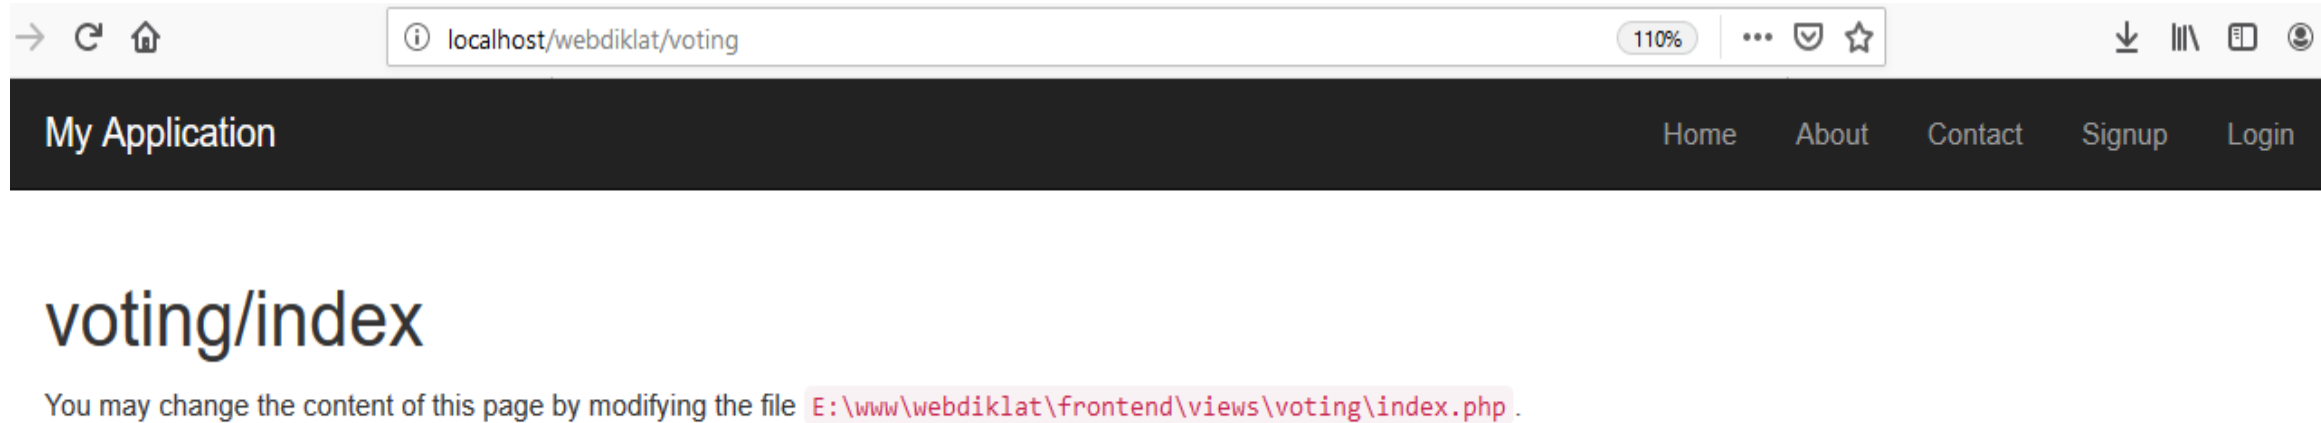 localhost/webdiklat/voting 110%
My Application Home About Contact Signup Login
voting/index
You may change the content of this page by modifying the file E:\www\webdiklat\frontend\views\voting\index.php.